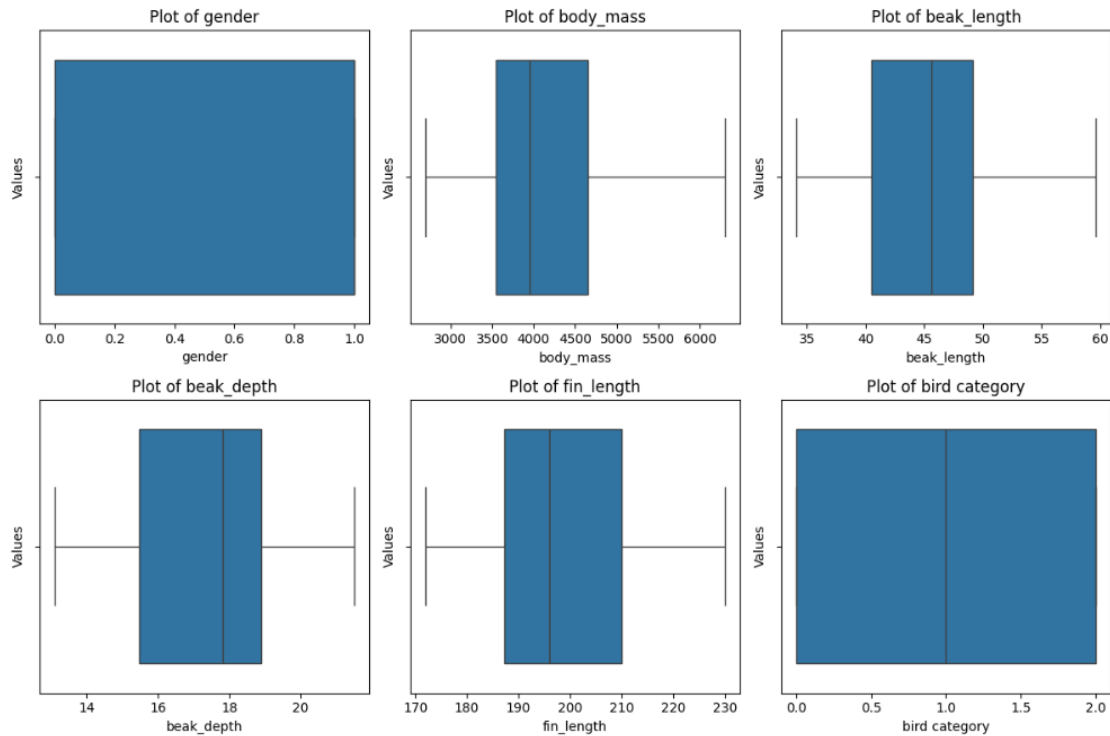 Plot of gender
Values
0.0 0.2 0.4 0.6 0.8 1.0
gender
Plot of body_mass
Values
3000 3500 4000 4500 5000 5500 6000
body_mass
Plot of beak_length
Values
35 40 45 50 55 60
beak_length
Plot of beak_depth
Values
14 16 18 20
beak_depth
Plot of fin_length
Values
170 180 190 200 210 220 230
fin_length
Plot of bird category
Values
0.0 0.5 1.0 1.5 2.0
bird category